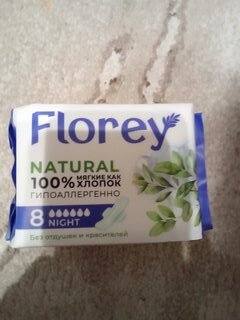 Florey
NATURAL
100% МЯГКИЕ КАК ХЛОПОК
ГИПОАЛЛЕРГЕННО
8 NIGHT
Без отдушек и красителей